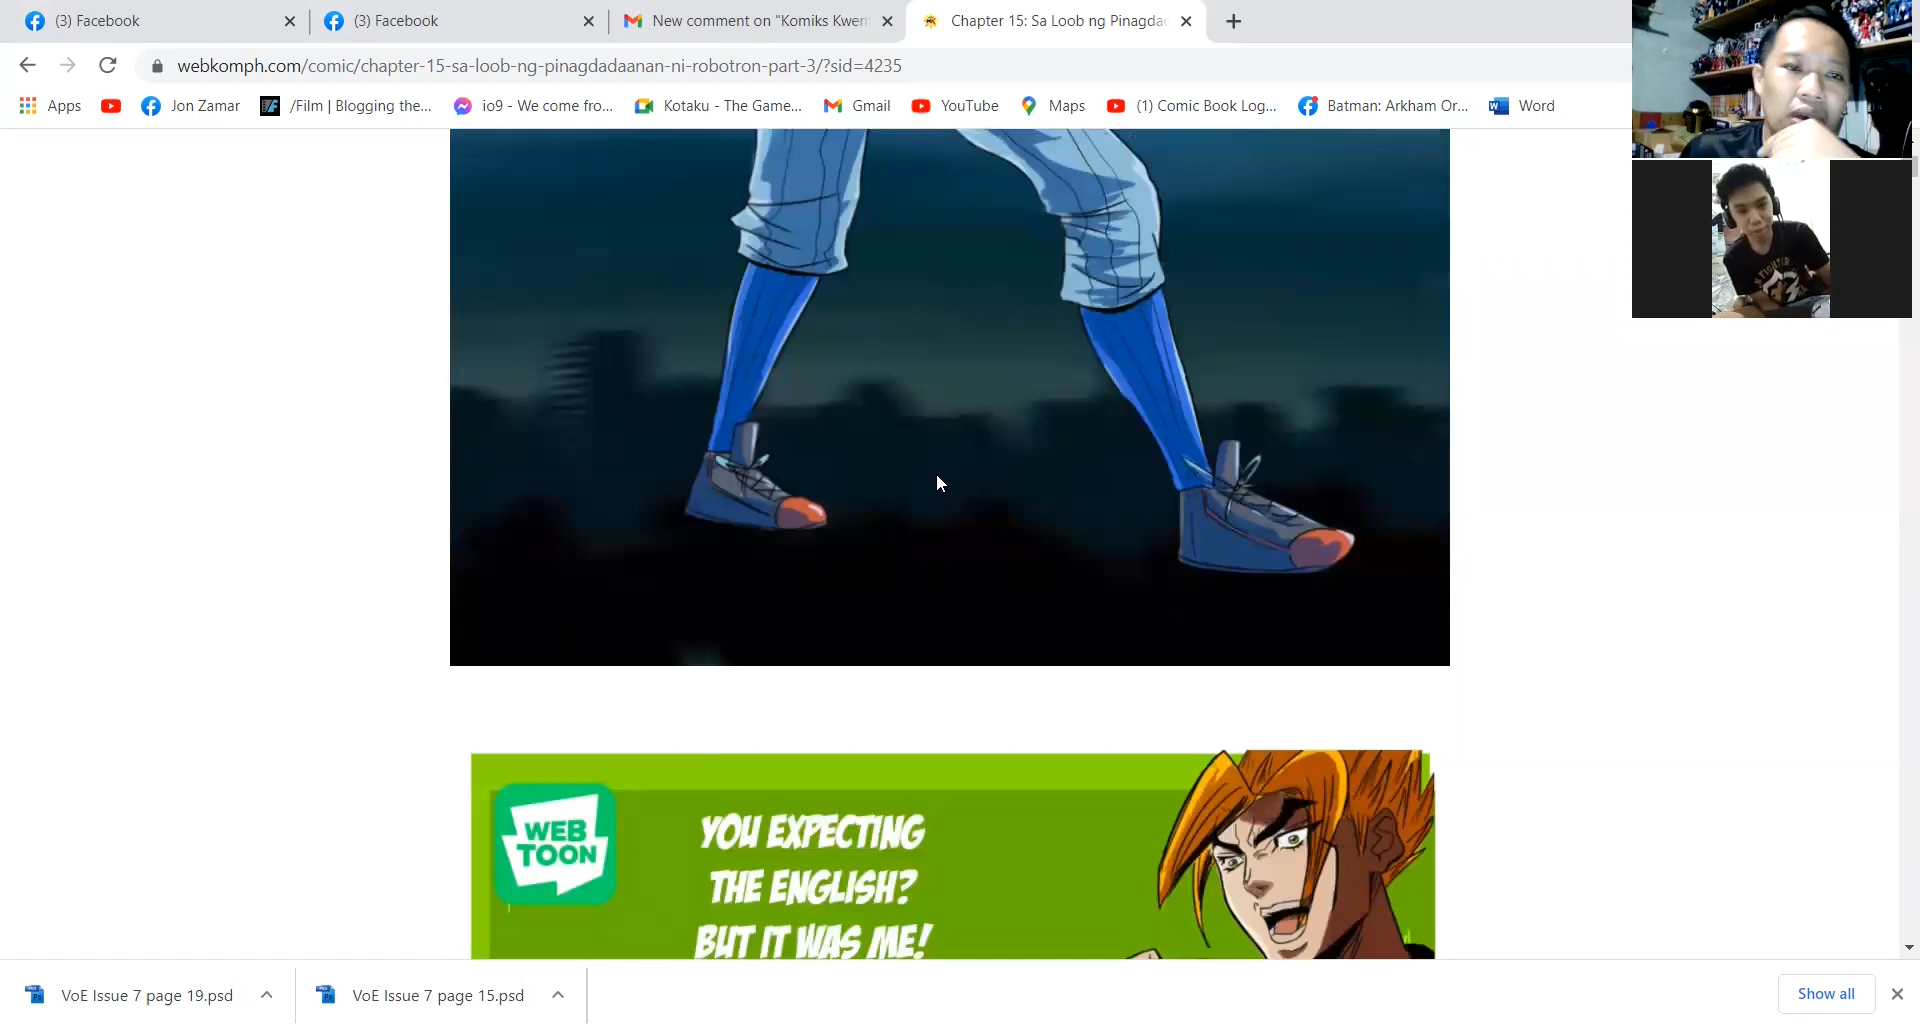 (3) Facebook
(3) Facebook
New comment on "Komiks Kwen
Chapter 15: Sa Loob ng Pinagdac
webkomph.com/comic/chapter-15-sa-loob-ng-pinagdadaanan-ni-robotron-part-3/?sid=4235
Apps
Jon Zamar
/Film | Blogging the...
io9 - We come fro...
Kotaku - The Game...
Gmail
YouTube
Maps
(1) Comic Book Log...
Batman: Arkham Or...
Word
WEB
TOON
YOU EXPECTING
THE ENGLISH?
BUT IT WAS ME!
VoE Issue 7 page 19.psd
VoE Issue 7 page 15.psd
Show all